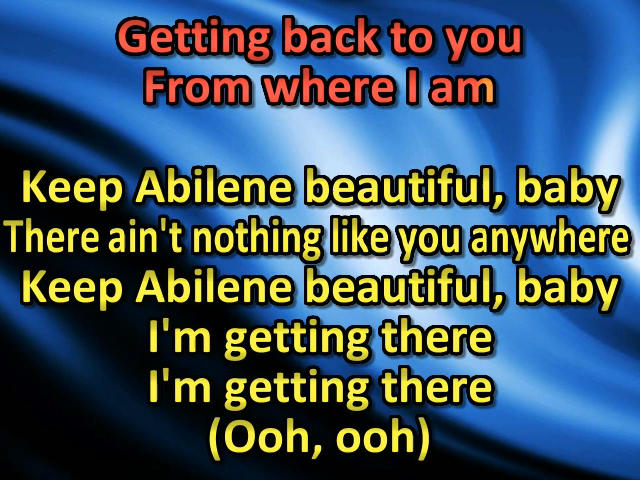 Getting back to you
From where I am
Keep Abilene beautiful, baby
There ain't nothing like you anywhere
Keep Abilene beautiful, baby
I'm getting there
I'm getting there
(Ooh, ooh)